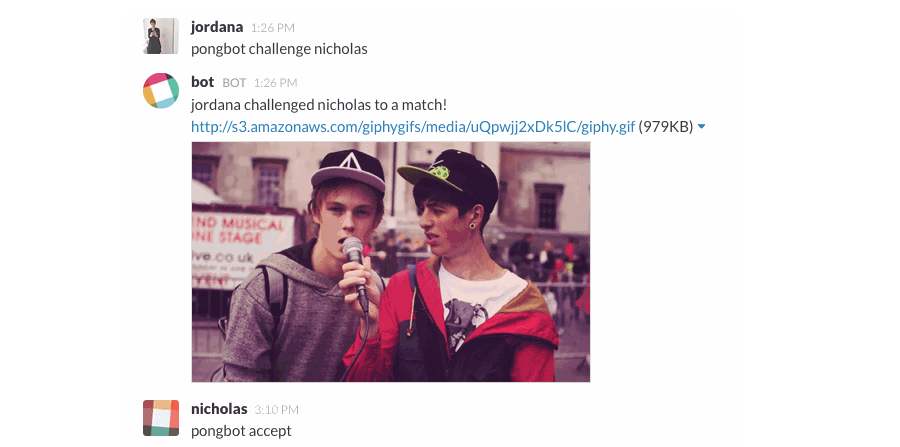 jordana 1:26 PM
pongbot challenge nicholas
bot BOT 1:26 PM
jordana challenged nicholas to a match!
http://s3.amazonaws.com/giphygifs/media/uQpwjj2xDk5lC/giphy.gif (979KB)
ND MUSICAL
NE STAGE
ve.co.uk
nicholas 3:10 PM
pongbot accept